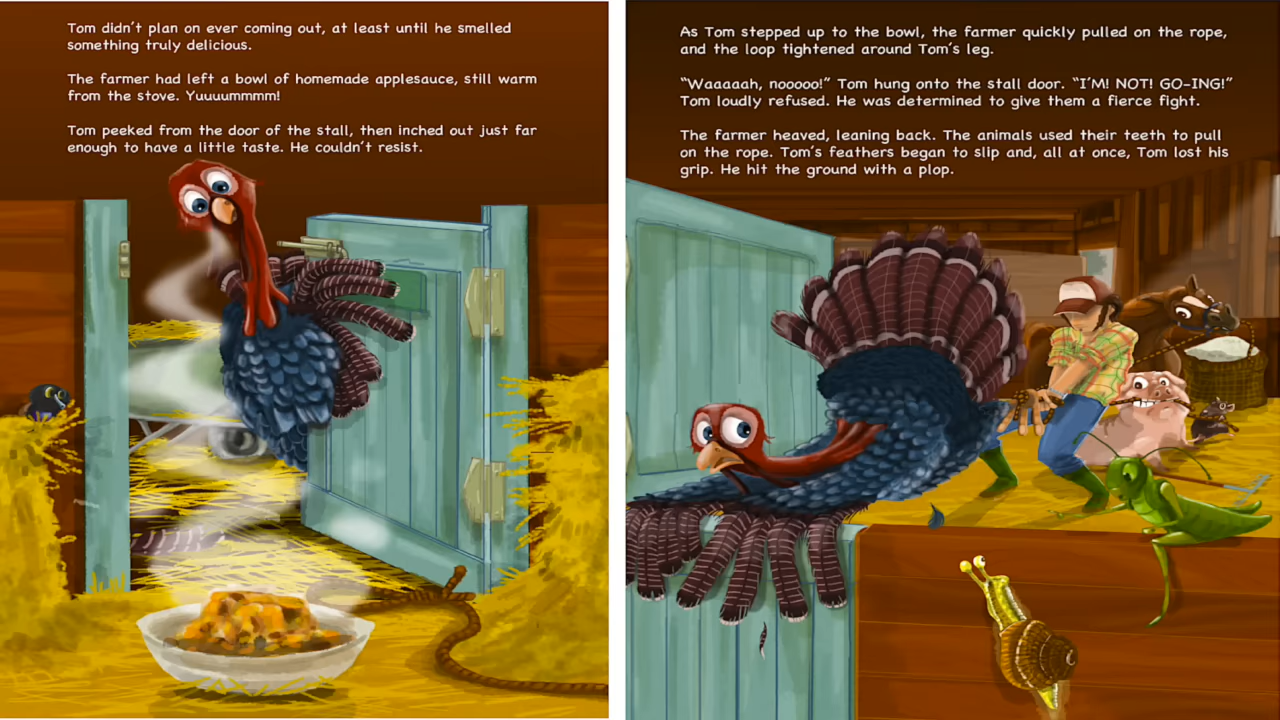 Tom didn't plan on ever coming out, at least until he smelled
something truly delicious.
The farmer had left a bowl of homemade applesauce, still warm
from the stove. Yuuuummmm!
Tom peeked from the door of the stall, then inched out just far
enough to have a little taste. He couldn't resist.
As Tom stepped up to the bowl, the farmer quickly pulled on the rope,
and the loop tightened around Tom's leg.
"Waaaaah, nooooo!" Tom hung onto the stall door. "I'M! NOT! GO-ING!"
Tom loudly refused. He was determined to give them a fierce fight.
The farmer heaved, leaning back. The animals used their teeth to pull
on the rope. Tom's feathers began to slip and, all at once, Tom lost his
grip. He hit the ground with a plop.